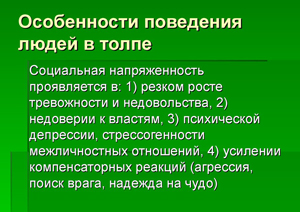 Особенности поведения
людей в толпе
Социальная напряженность
проявляется в: 1) резком росте
тревожности и недовольства, 2)
недоверии к властям, 3) психической
депрессии, стрессогенности
межличностных отношений, 4) усилении
компенсаторных реакций (агрессия,
поиск врага, надежда на чудо)